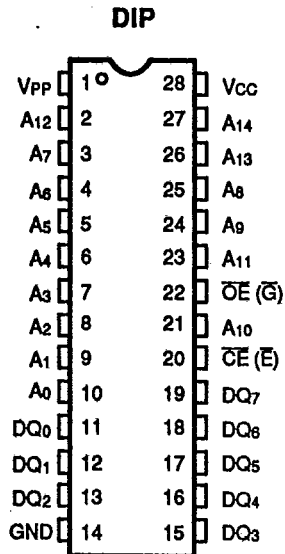 DIP
VPP 1 28 VCC
A12 2 27 A14
A7 3 26 A13
A6 4 25 A8
A5 5 24 A9
A4 6 23 A11
A3 7 22 OE (G)
A2 8 21 A10
A1 9 20 CE (E)
A0 10 19 DQ7
DQ0 11 18 DQ6
DQ1 12 17 DQ5
DQ2 13 16 DQ4
GND 14 15 DQ3